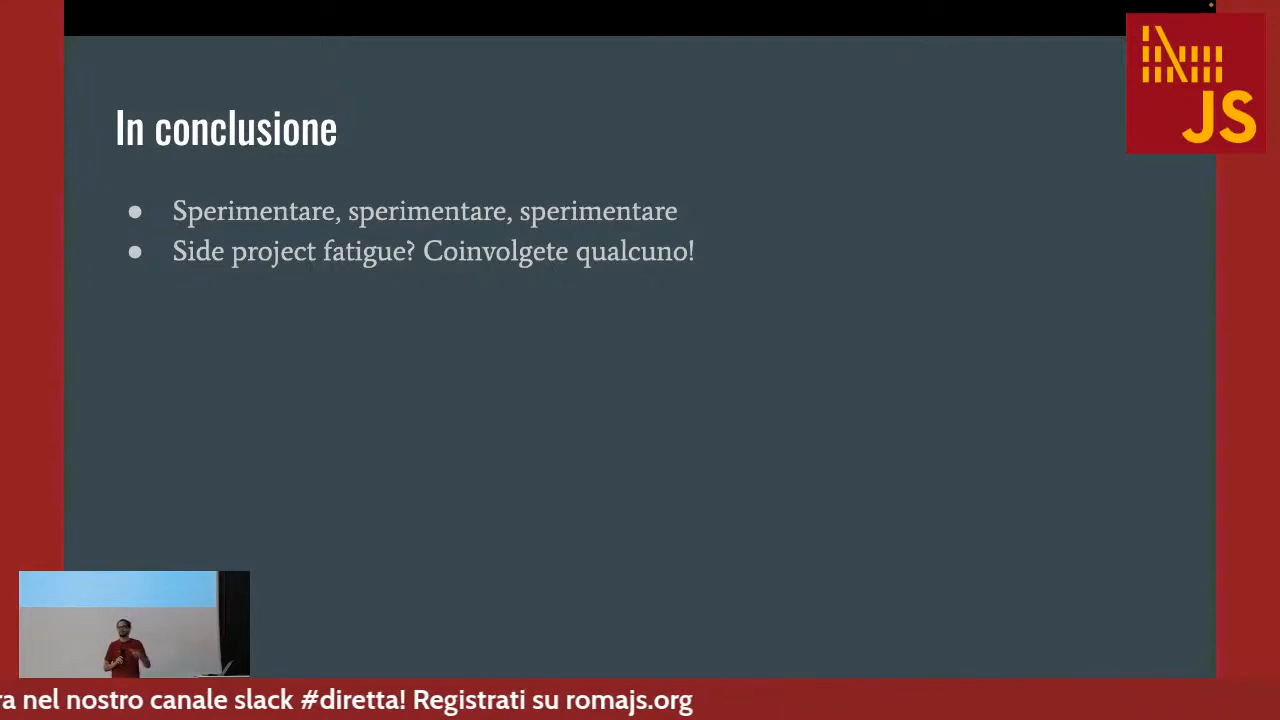 JS
In conclusione
● Sperimentare, sperimentare, sperimentare
● Side project fatigue? Coinvolgete qualcuno!
ra nel nostro canale slack #diretta! Registrati su romajs.org